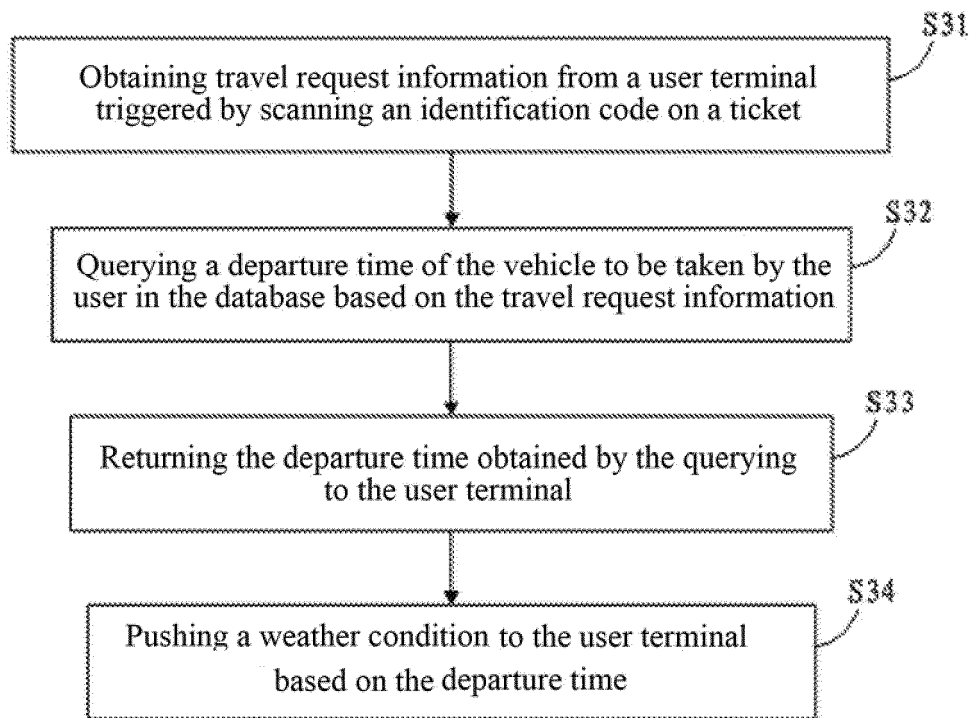 S31
Obtaining travel request information from a user terminal
triggered by scanning an identification code on a ticket
S32
Querying a departure time of the vehicle to be taken by the
user in the database based on the travel request information
S33
Returning the departure time obtained by the querying
to the user terminal
S34
Pushing a weather condition to the user terminal
based on the departure time